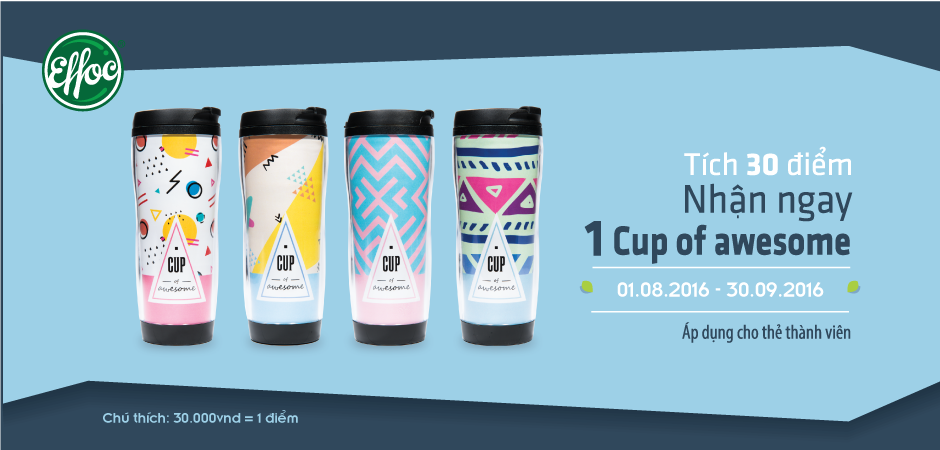 Effoc
CUP
of
awesome
CUP
of
awesome
CUP
of
awesome
CUP
of
awesome
Tích 30 điểm
Nhận ngay
1 Cup of awesome
01.08.2016 - 30.09.2016
Áp dụng cho thẻ thành viên
Chú thích: 30.000vnd = 1 điểm